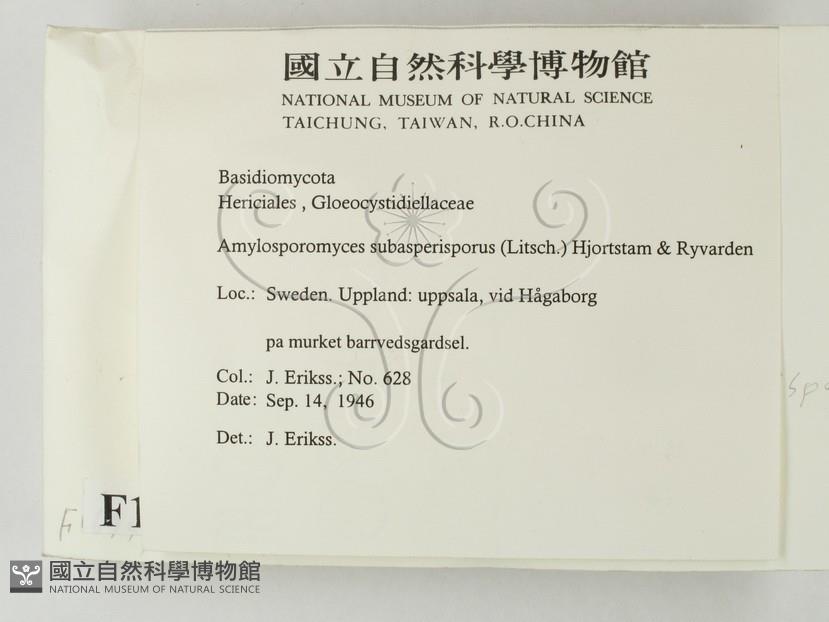 國立自然科學博物館
NATIONAL MUSEUM OF NATURAL SCIENCE
TAICHUNG, TAIWAN, R.O.CHINA
Basidiomycota
Hericiales , Gloeocystidiellaceae
Amylosporomyces subasperisporus (Litsch.) Hjortstam & Ryvarden
Loc.: Sweden. Uppland: uppsala, vid Hågaborg
pa murket barrvedsgardsel.
Col.: J. Erikss.; No. 628
Date: Sep. 14, 1946
Det.: J. Erikss.
F1
國立自然科學博物館
NATIONAL MUSEUM OF NATURAL SCIENCE